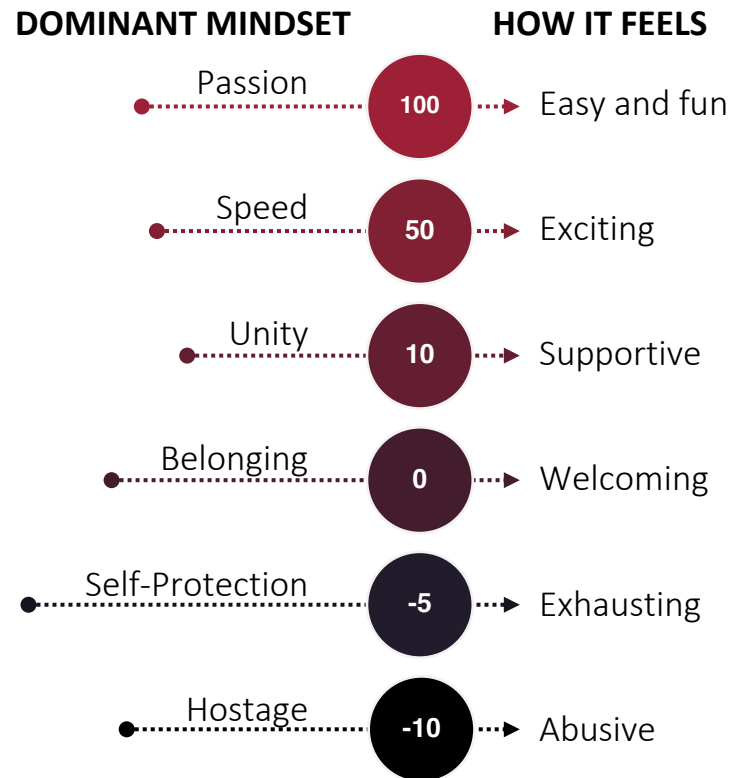 DOMINANT MINDSET HOW IT FEELS
Passion 100 Easy and fun
Speed 50 Exciting
Unity 10 Supportive
Belonging 0 Welcoming
Self-Protection -5 Exhausting
Hostage -10 Abusive